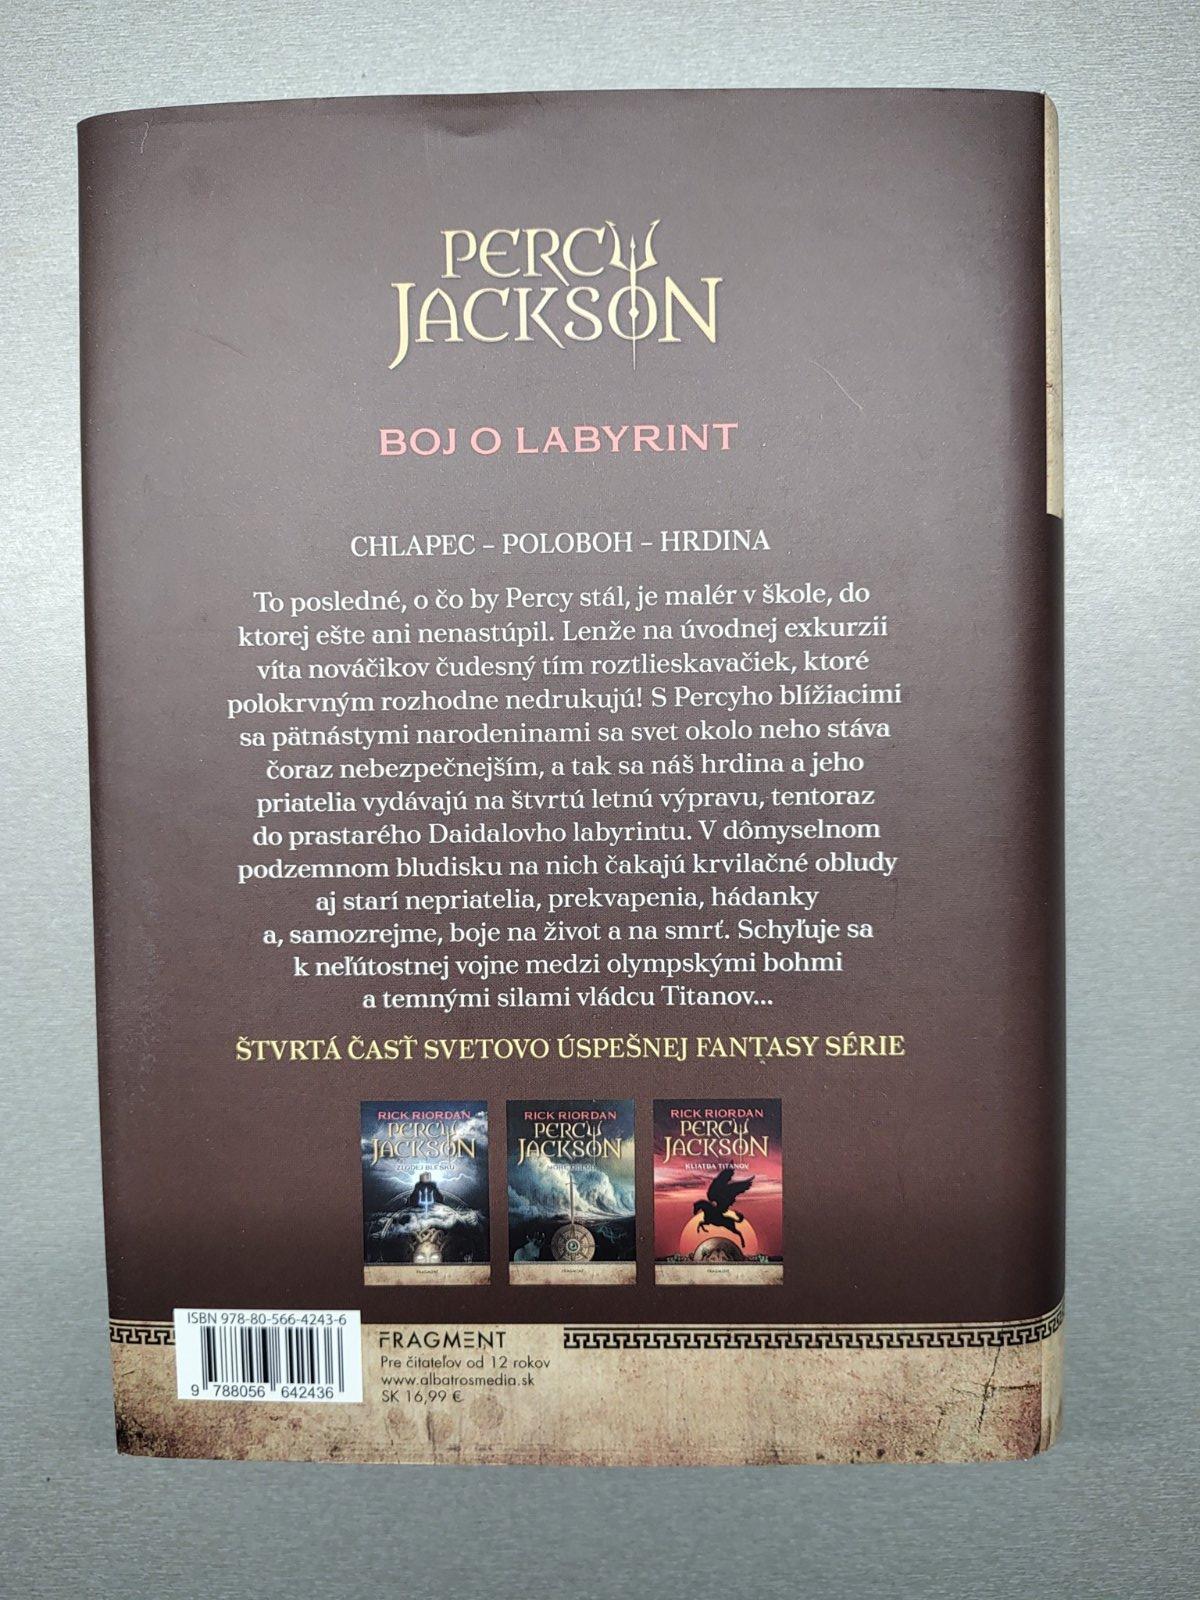 PERCY
JACKSON
BOJ O LABYRINT
CHLAPEC – POLOBOH – HRDINA
To posledné, o čo by Percy stál, je malér v škole, do
ktorej ešte ani nenastúpil. Lenže na úvodnej exkurzii
víta nováčikov čudesný tím roztlieskavačiek, ktoré
polokrvným rozhodne nedrukujú! S Percyho blížiacimi
sa pätnástymi narodeninami sa svet okolo neho stáva
čoraz nebezpečnejším, a tak sa náš hrdina a jeho
priatelia vydávajú na štvrtú letnú výpravu, tentoraz
do prastarého Daidalovho labyrintu. V dômyselnom
podzemnom bludisku na nich čakajú krvilačné obludy
aj starí nepriatelia, prekvapenia, hádanky
a, samozrejme, boje na život a na smrť. Schyľuje sa
k neľútostnej vojne medzi olympskými bohmi
a temnými silami vládcu Titanov...
ŠTVRTÁ ČASŤ SVETOVO ÚSPEŠNEJ FANTASY SÉRIE
RICK RIORDAN
PERCY
JACKSON
ZLODEJ BLESKU
FRAGMENT
RICK RIORDAN
PERCY
JACKSON
FRAGMENT
RICK RIORDAN
PERCY
JACKSON
KLIATBA TITANOV
FRAGMENT
ISBN 978-80-566-4243-6
9 788056 642436
FRAGMENT
Pre čitateľov od 12 rokov
www.albatrosmedia.sk
SK 16,99 €